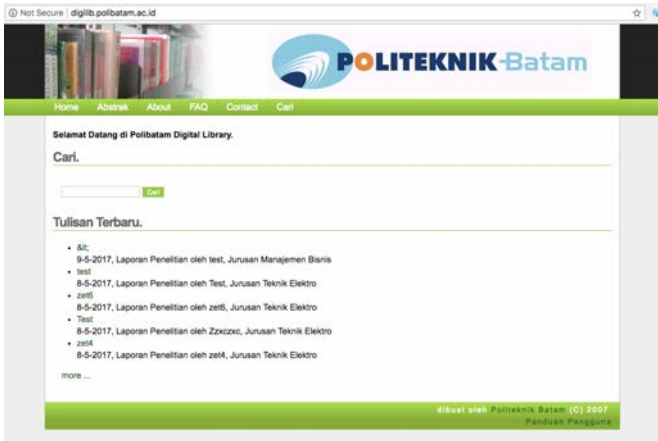 Not Secure | digilib.polibatam.ac.id
POLITEKNIK-Batam
Home Abstrak About FAQ Contact Cari
Selamat Datang di Polibatam Digital Library.
Cari.
Cari
Tulisan Terbaru.
&lt;
9-5-2017, Laporan Penelitian oleh test, Jurusan Manajemen Bisnis
test
8-5-2017, Laporan Penelitian oleh Test, Jurusan Teknik Elektro
zet6
8-5-2017, Laporan Penelitian oleh zet6, Jurusan Teknik Elektro
Test
8-5-2017, Laporan Penelitian oleh Zzxczxc, Jurusan Teknik Elektro
zet4
8-5-2017, Laporan Penelitian oleh zet4, Jurusan Teknik Elektro
more ...
dibuat oleh Politeknik Batam (C) 2007
Panduan Pengguna